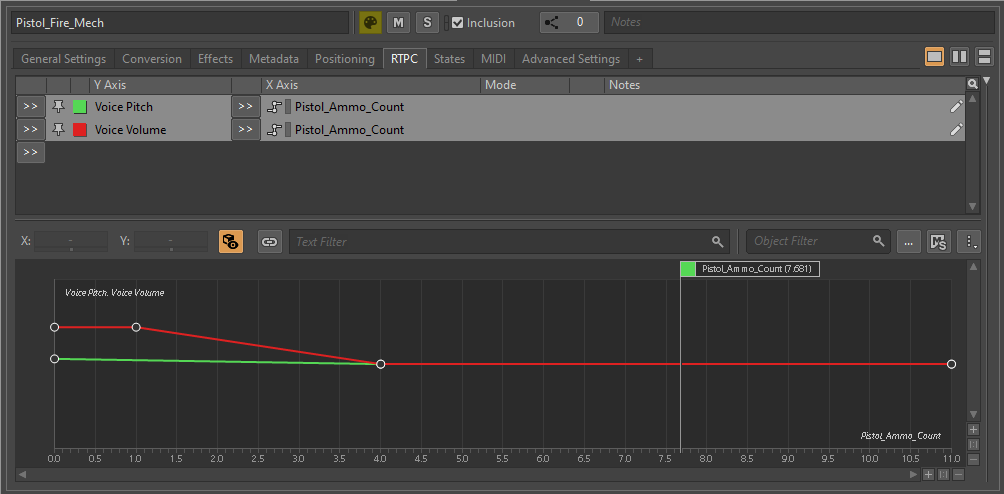 Pistol_Fire_Mech M S Inclusion 0 Notes
General Settings Conversion Effects Metadata Positioning RTPC States MIDI Advanced Settings +
Y Axis X Axis Mode Notes
>> Voice Pitch >> Pistol_Ammo_Count
>> Voice Volume >> Pistol_Ammo_Count
>>
X: - Y: - Text Filter Object Filter ... MS
Pistol_Ammo_Count (7.681)
Voice Pitch, Voice Volume
Pistol_Ammo_Count
0.0 0.5 1.0 1.5 2.0 2.5 3.0 3.5 4.0 4.5 5.0 5.5 6.0 6.5 7.0 7.5 8.0 8.5 9.0 9.5 10.0 10.5 11.0